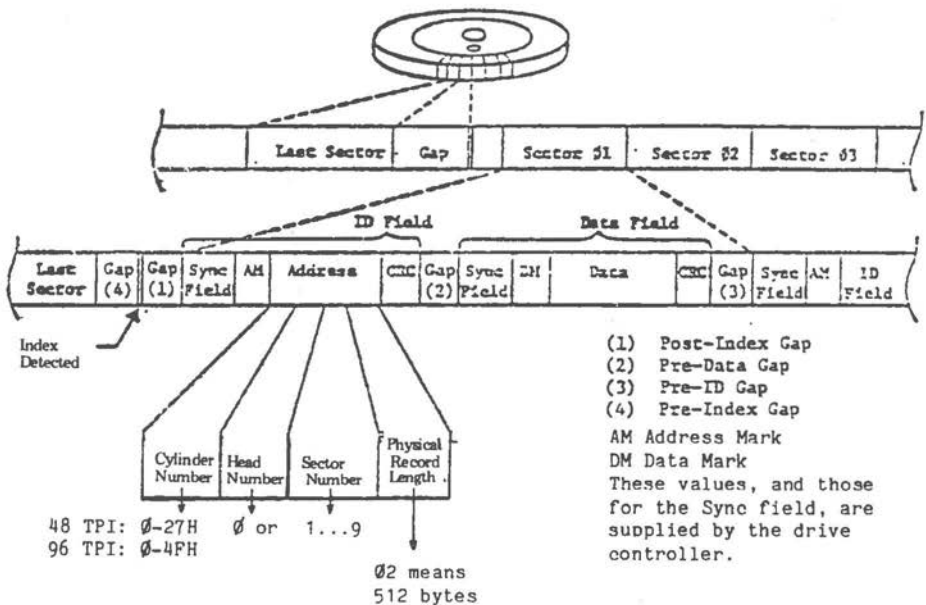 Last Sector Gap Sector Ø1 Sector Ø2 Sector Ø3
ID Field Data Field
Last Sector
Gap (4)
Gap (1)
Sync Field
AM
Address
CRC
Gap (2)
Sync Field
DM
Data
CRC
Gap (3)
Sync Field
AM
ID Field
Index
Detected
(1) Post-Index Gap
(2) Pre-Data Gap
(3) Pre-ID Gap
(4) Pre-Index Gap
AM Address Mark
DM Data Mark
These values, and those
for the Sync field, are
supplied by the drive
controller.
Cylinder
Number
Head
Number
Sector
Number
Physical
Record
Length
48 TPI: Ø-27H Ø or 1...9
96 TPI: Ø-4FH
Ø2 means
512 bytes